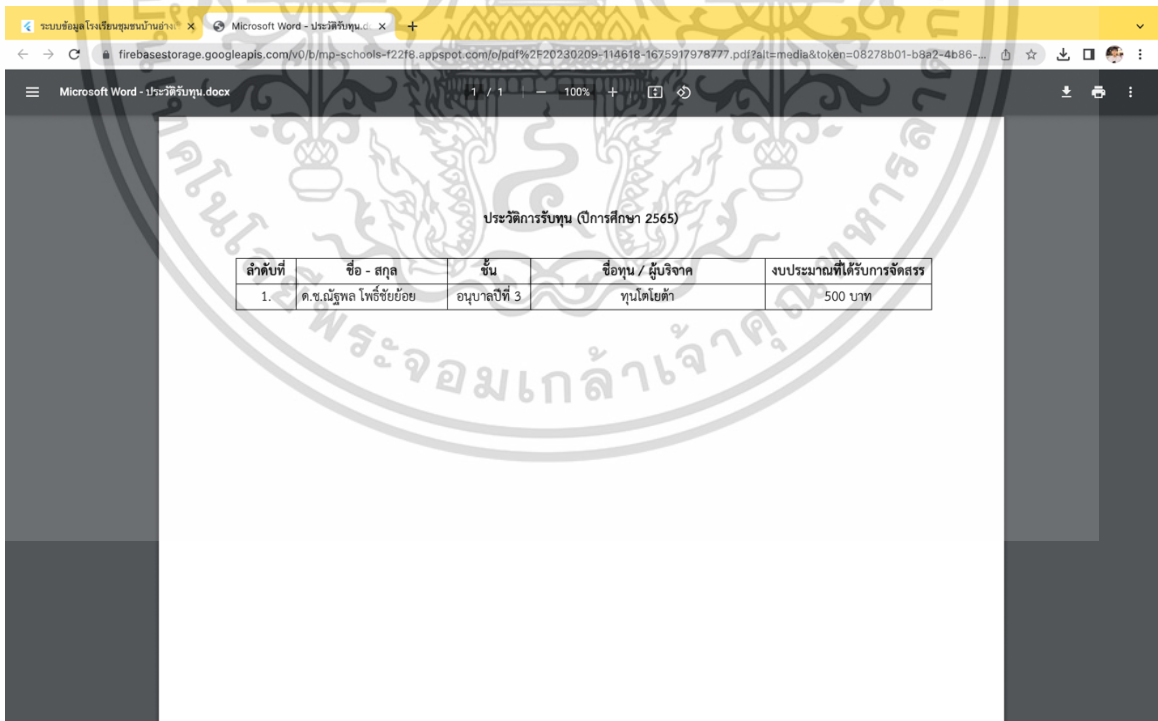 ระบบข้อมูลโรงเรียนชุมชนบ้านอ่าง
Microsoft Word - ประวัติรับทุน.d
firebasestorage.googleapis.com/v0/b/mp-schools-f22f8.appspot.com/o/pdf%2F20230209-114618-1675917978777.pdf?alt=media&token=08278b01-b8a2-4b86-...
Microsoft Word - ประวัติรับทุน.docx
1 / 1
100%
ประวัติการรับทุน (ปีการศึกษา 2565)
ลำดับที่ ชื่อ - สกุล ชั้น ชื่อทุน / ผู้บริจาค งบประมาณที่ได้รับการจัดสรร
1. ด.ช.ณัฐพล โพธิ์ชัยย้อย อนุบาลปีที่ 3 ทุนโตโยต้า 500 บาท
พระจอมเกล้าเจ้าคุณทหาร